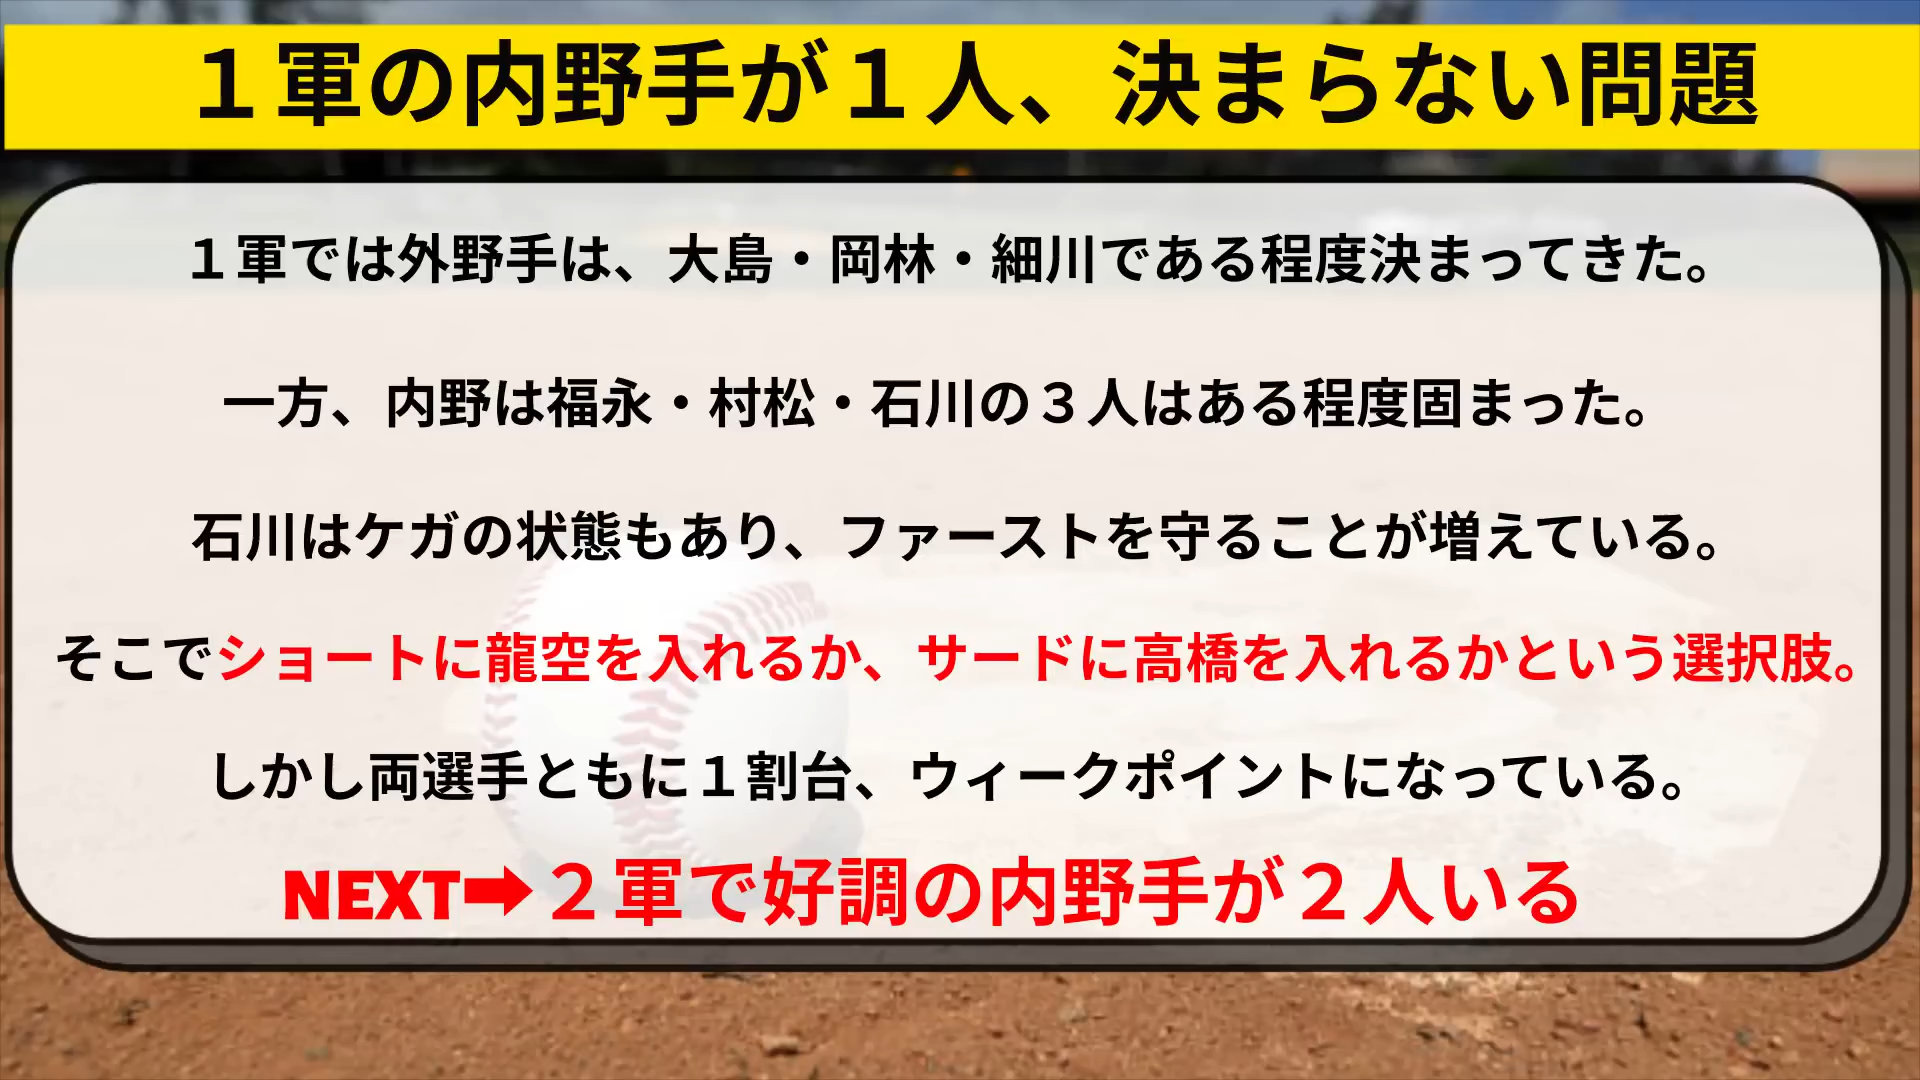 １軍の内野手が１人、決まらない問題
１軍では外野手は、大島・岡林・細川である程度決まってきた。
一方、内野は福永・村松・石川の３人はある程度固まった。
石川はケガの状態もあり、ファーストを守ることが増えている。
そこでショートに龍空を入れるか、サードに高橋を入れるかという選択肢。
しかし両選手ともに１割台、ウィークポイントになっている。
NEXT➡２軍で好調の内野手が２人いる